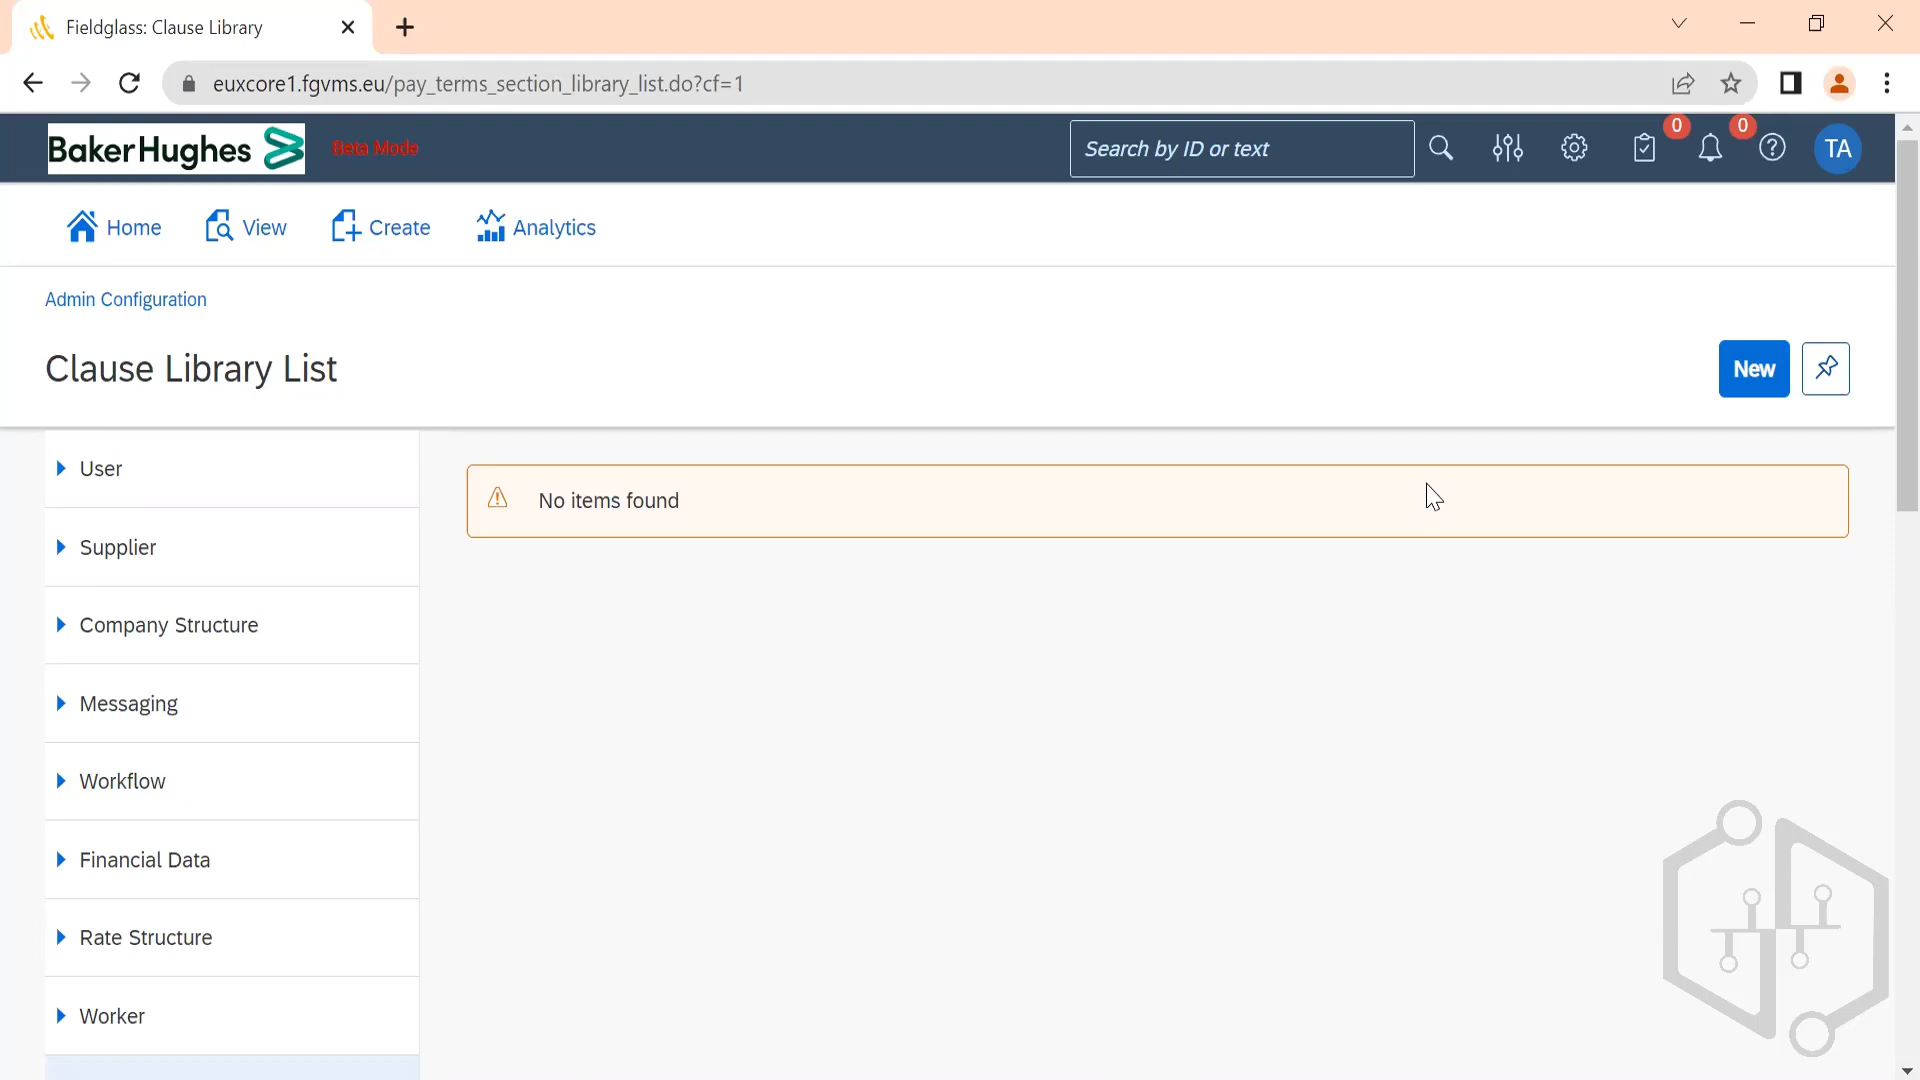 Fieldglass: Clause Library
euxcore1.fgvms.eu/pay_terms_section_library_list.do?cf=1
Baker Hughes
Beta Mode
Search by ID or text
0
0
TA
Home
View
Create
Analytics
Admin Configuration
Clause Library List
New
User
No items found
Supplier
Company Structure
Messaging
Workflow
Financial Data
Rate Structure
Worker